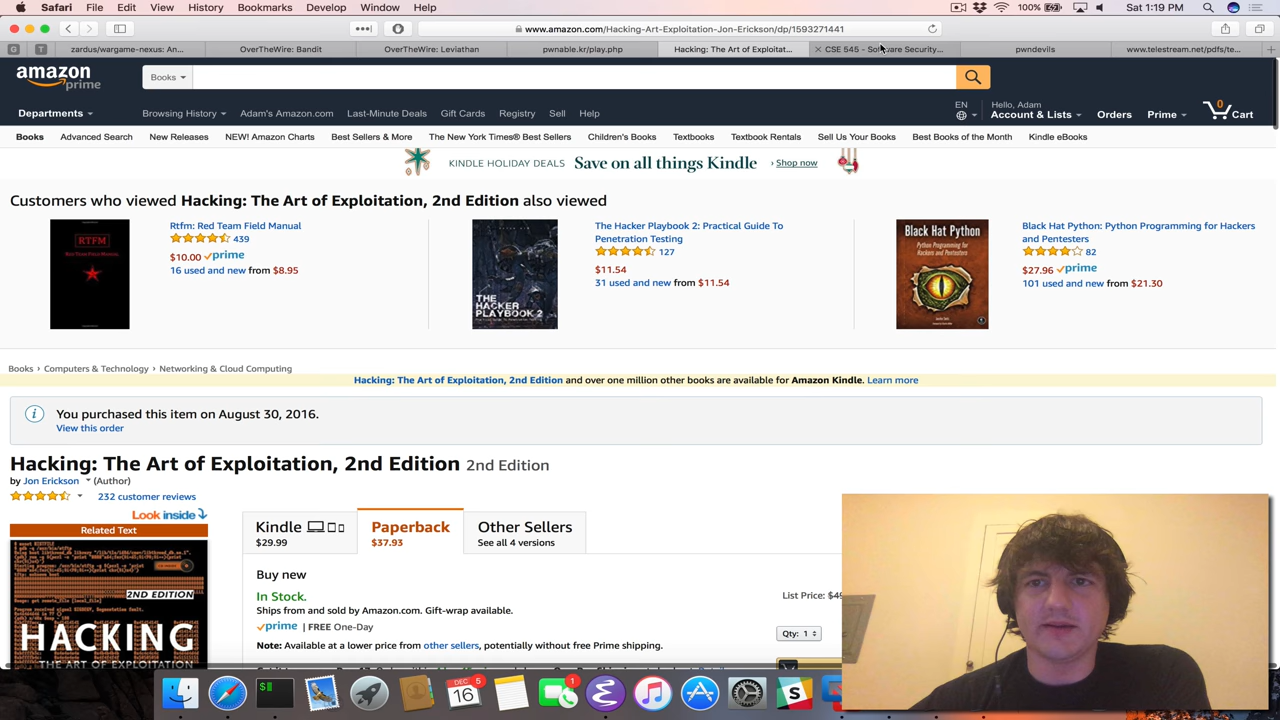 Safari File Edit View History Bookmarks Develop Window Help
100% Sat 1:19 PM
www.amazon.com/Hacking-Art-Exploitation-Jon-Erickson/dp/1593271441
G T zardus/wargame-nexus: An... OverTheWire: Bandit OverTheWire: Leviathan pwnable.kr/play.php Hacking: The Art of Exploitat... CSE 545 - Software Security... pwndevils www.telestream.net/pdfs/te...
amazon Books
prime
EN Hello, Adam 0
Departments Browsing History Adam's Amazon.com Last-Minute Deals Gift Cards Registry Sell Help Account & Lists Orders Prime Cart
Books Advanced Search New Releases NEW! Amazon Charts Best Sellers & More The New York Times® Best Sellers Children's Books Textbooks Textbook Rentals Sell Us Your Books Best Books of the Month Kindle eBooks
KINDLE HOLIDAY DEALS Save on all things Kindle › Shop now
Customers who viewed Hacking: The Art of Exploitation, 2nd Edition also viewed
RTFM
RED TEAM FIELD MANUAL
Rtfm: Red Team Field Manual
439
$10.00 prime
16 used and new from $8.95
THE
HACKER
PLAYBOOK 2
The Hacker Playbook 2: Practical Guide To
Penetration Testing
127
$11.54
31 used and new from $11.54
Black Hat Python
Python Programming for
Hackers and Pentesters
Black Hat Python: Python Programming for Hackers
and Pentesters
82
$27.96 prime
101 used and new from $21.30
Books › Computers & Technology › Networking & Cloud Computing
Hacking: The Art of Exploitation, 2nd Edition and over one million other books are available for Amazon Kindle. Learn more
i You purchased this item on August 30, 2016.
View this order
Hacking: The Art of Exploitation, 2nd Edition 2nd Edition
by Jon Erickson (Author)
232 customer reviews
Look inside
Related Text
2ND EDITION
HACKING
THE ART OF EXPLOITATION
Kindle
$29.99
Paperback
$37.93
Other Sellers
See all 4 versions
Buy new
In Stock. List Price: $4
Ships from and sold by Amazon.com. Gift-wrap available.
prime | FREE One-Day
Qty: 1
Note: Available at a lower price from other sellers, potentially without free Prime shipping.
DEC 5
16 1
$
S